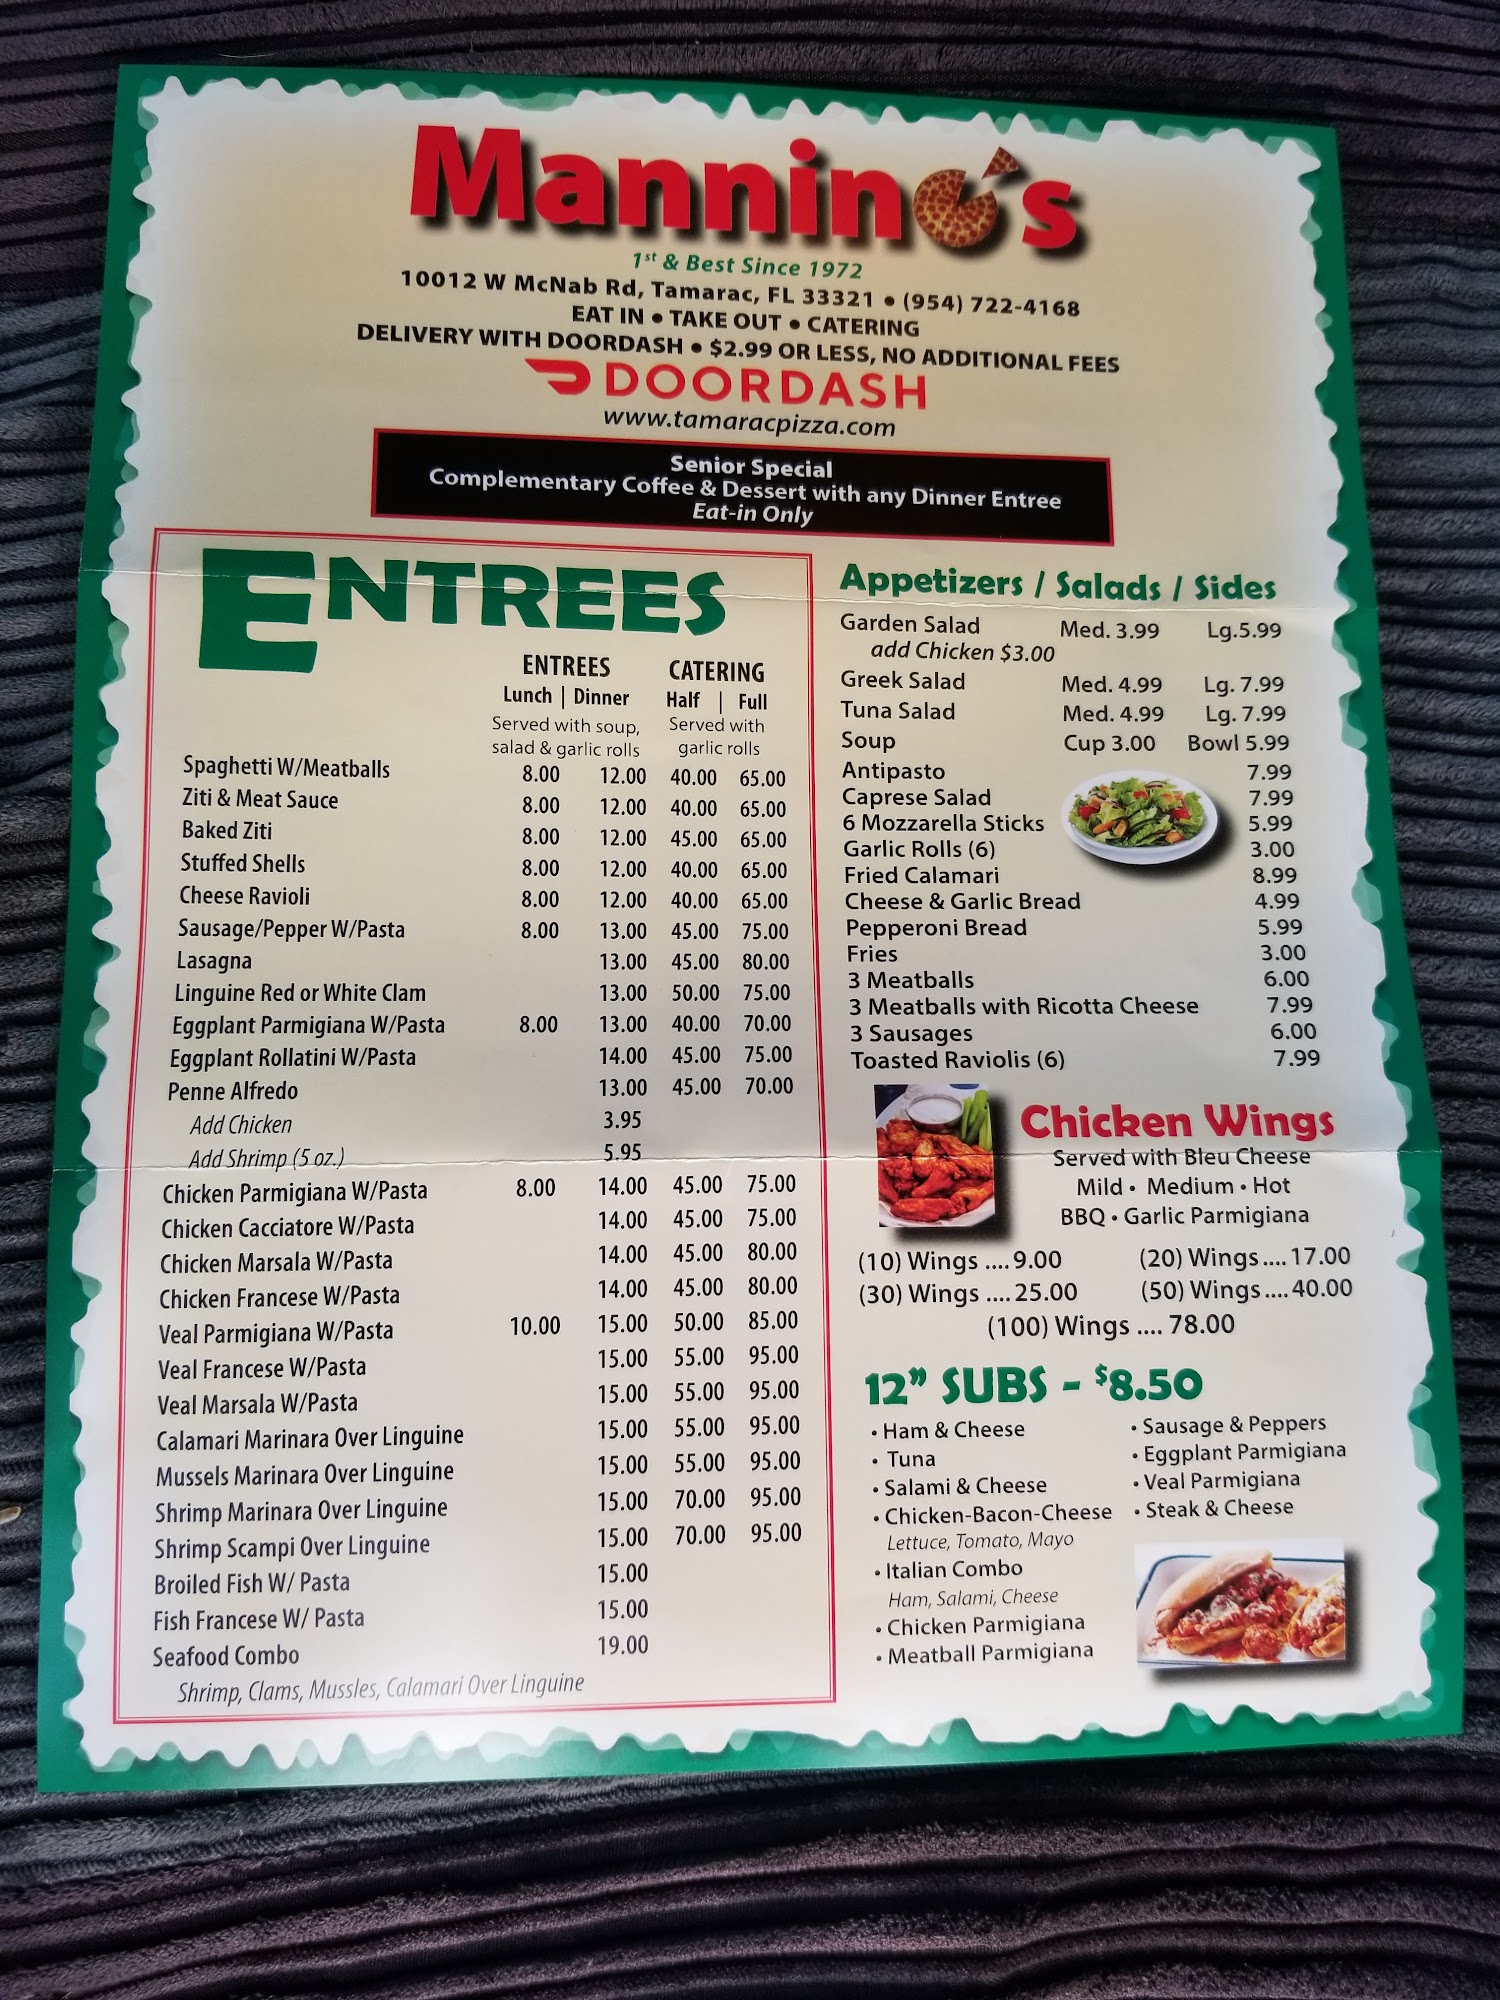 Mannino's
1st & Best Since 1972
10012 W McNab Rd, Tamarac, FL 33321 • (954) 722-4168
EAT IN • TAKE OUT • CATERING
DELIVERY WITH DOORDASH • $2.99 OR LESS, NO ADDITIONAL FEES
DOORDASH
www.tamaracpizza.com
Senior Special
Complementary Coffee & Dessert with any Dinner Entree
Eat-in Only
ENTREES
ENTREES CATERING
Lunch | Dinner Half | Full
Served with soup, Served with
salad & garlic rolls garlic rolls
Spaghetti W/Meatballs 8.00 12.00 40.00 65.00
Ziti & Meat Sauce 8.00 12.00 40.00 65.00
Baked Ziti 8.00 12.00 45.00 65.00
Stuffed Shells 8.00 12.00 40.00 65.00
Cheese Ravioli 8.00 12.00 40.00 65.00
Sausage/Pepper W/Pasta 8.00 13.00 45.00 75.00
Lasagna 13.00 45.00 80.00
Linguine Red or White Clam 13.00 50.00 75.00
Eggplant Parmigiana W/Pasta 8.00 13.00 40.00 70.00
Eggplant Rollatini W/Pasta 14.00 45.00 75.00
Penne Alfredo 13.00 45.00 70.00
Add Chicken 3.95
Add Shrimp (5 oz.) 5.95
Chicken Parmigiana W/Pasta 8.00 14.00 45.00 75.00
Chicken Cacciatore W/Pasta 14.00 45.00 75.00
Chicken Marsala W/Pasta 14.00 45.00 80.00
Chicken Francese W/Pasta 14.00 45.00 80.00
Veal Parmigiana W/Pasta 10.00 15.00 50.00 85.00
Veal Francese W/Pasta 15.00 55.00 95.00
Veal Marsala W/Pasta 15.00 55.00 95.00
Calamari Marinara Over Linguine 15.00 55.00 95.00
Mussels Marinara Over Linguine 15.00 55.00 95.00
Shrimp Marinara Over Linguine 15.00 70.00 95.00
Shrimp Scampi Over Linguine 15.00 70.00 95.00
Broiled Fish W/ Pasta 15.00
Fish Francese W/ Pasta 15.00
Seafood Combo 19.00
Shrimp, Clams, Mussles, Calamari Over Linguine
Appetizers / Salads / Sides
Garden Salad Med. 3.99 Lg.5.99
add Chicken $3.00
Greek Salad Med. 4.99 Lg. 7.99
Tuna Salad Med. 4.99 Lg. 7.99
Soup Cup 3.00 Bowl 5.99
Antipasto 7.99
Caprese Salad 7.99
6 Mozzarella Sticks 5.99
Garlic Rolls (6) 3.00
Fried Calamari 8.99
Cheese & Garlic Bread 4.99
Pepperoni Bread 5.99
Fries 3.00
3 Meatballs 6.00
3 Meatballs with Ricotta Cheese 7.99
3 Sausages 6.00
Toasted Raviolis (6) 7.99
Chicken Wings
Served with Bleu Cheese
Mild • Medium • Hot
BBQ • Garlic Parmigiana
(10) Wings ....9.00 (20) Wings....17.00
(30) Wings ....25.00 (50) Wings....40.00
(100) Wings .... 78.00
12” SUBS - $8.50
• Ham & Cheese
• Tuna
• Salami & Cheese
• Chicken-Bacon-Cheese
Lettuce, Tomato, Mayo
• Italian Combo
Ham, Salami, Cheese
• Chicken Parmigiana
• Meatball Parmigiana
• Sausage & Peppers
• Eggplant Parmigiana
• Veal Parmigiana
• Steak & Cheese